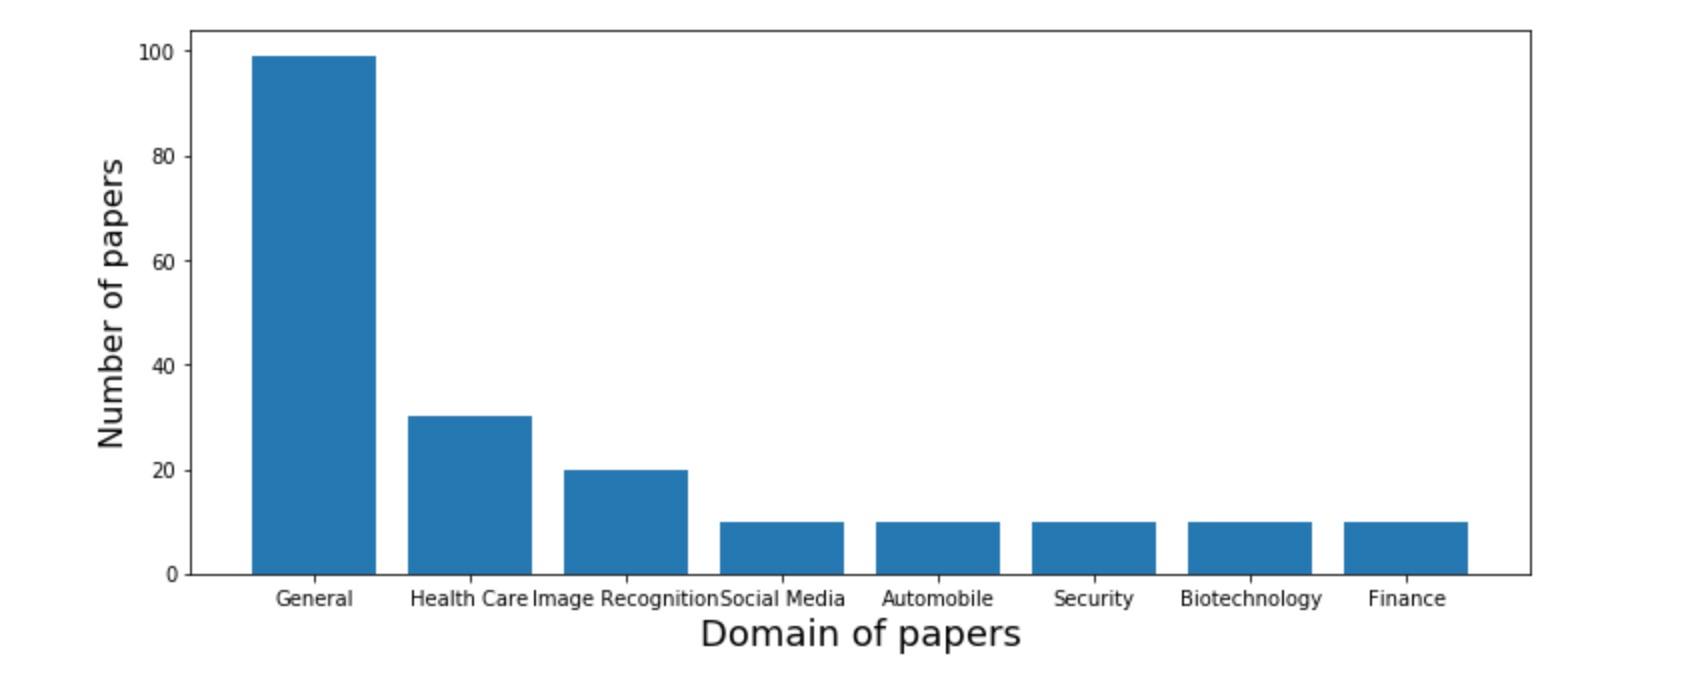 100
80
60
40
20
0
Number of papers
General Health Care Image Recognition Social Media Automobile Security Biotechnology Finance
Domain of papers